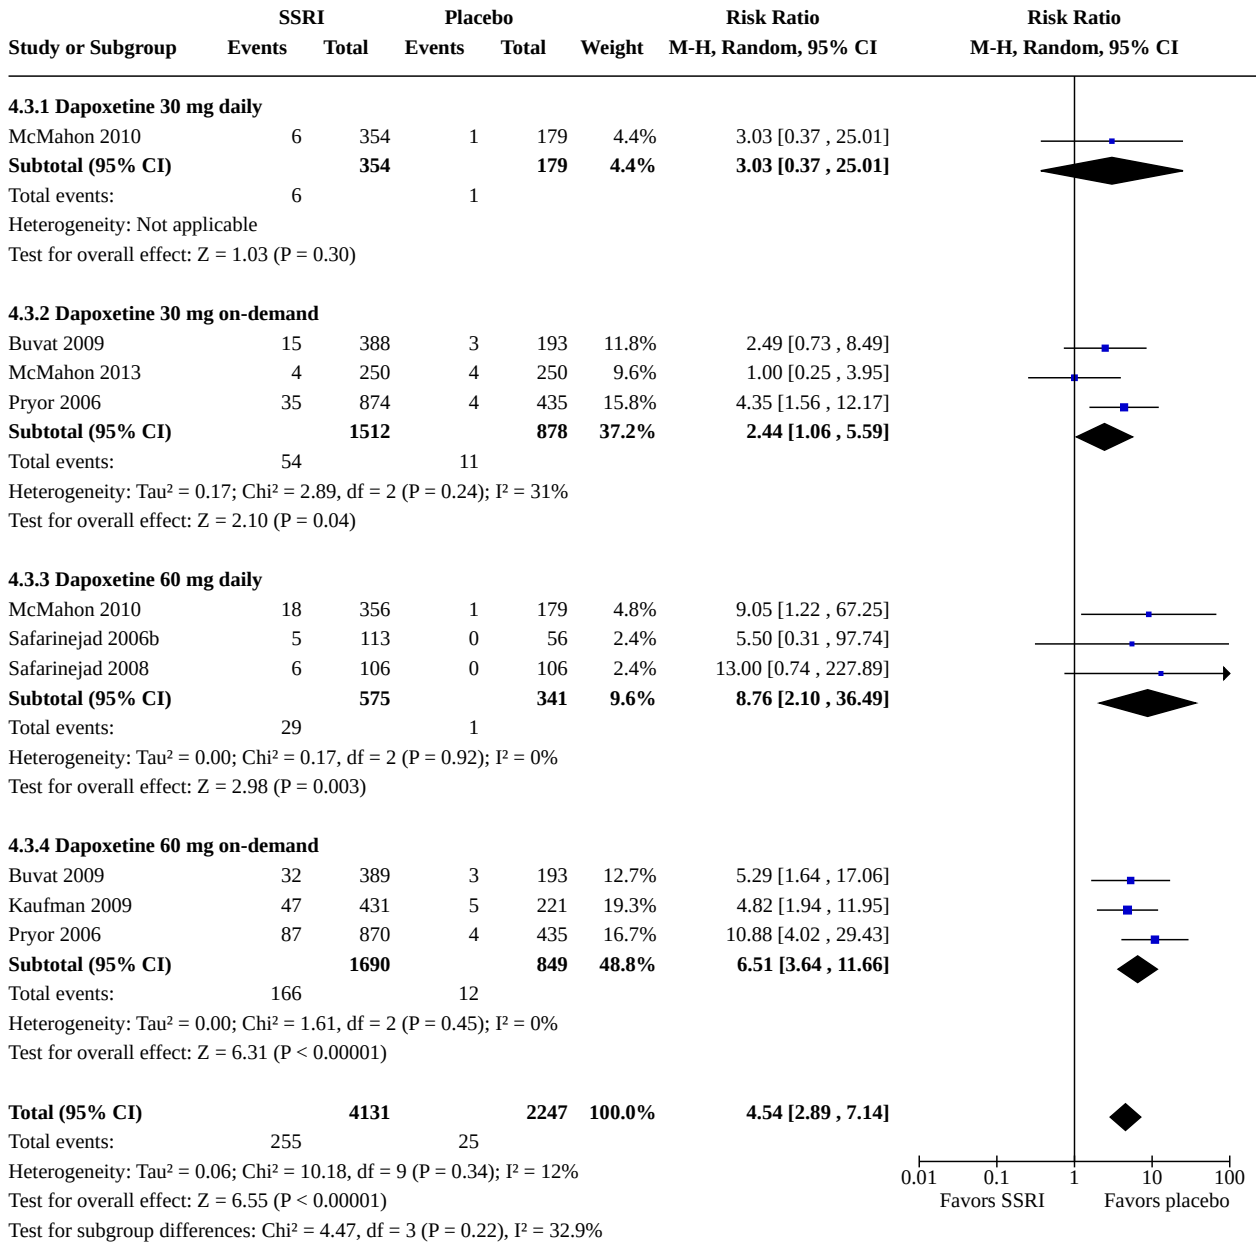 SSRI Placebo Risk Ratio Risk Ratio
Study or Subgroup Events Total Events Total Weight M-H, Random, 95% CI M-H, Random, 95% CI
4.3.1 Dapoxetine 30 mg daily
McMahon 2010 6 354 1 179 4.4% 3.03 [0.37 , 25.01]
Subtotal (95% CI) 354 179 4.4% 3.03 [0.37 , 25.01]
Total events: 6 1
Heterogeneity: Not applicable
Test for overall effect: Z = 1.03 (P = 0.30)
4.3.2 Dapoxetine 30 mg on-demand
Buvat 2009 15 388 3 193 11.8% 2.49 [0.73 , 8.49]
McMahon 2013 4 250 4 250 9.6% 1.00 [0.25 , 3.95]
Pryor 2006 35 874 4 435 15.8% 4.35 [1.56 , 12.17]
Subtotal (95% CI) 1512 878 37.2% 2.44 [1.06 , 5.59]
Total events: 54 11
Heterogeneity: Tau² = 0.17; Chi² = 2.89, df = 2 (P = 0.24); I² = 31%
Test for overall effect: Z = 2.10 (P = 0.04)
4.3.3 Dapoxetine 60 mg daily
McMahon 2010 18 356 1 179 4.8% 9.05 [1.22 , 67.25]
Safarinejad 2006b 5 113 0 56 2.4% 5.50 [0.31 , 97.74]
Safarinejad 2008 6 106 0 106 2.4% 13.00 [0.74 , 227.89]
Subtotal (95% CI) 575 341 9.6% 8.76 [2.10 , 36.49]
Total events: 29 1
Heterogeneity: Tau² = 0.00; Chi² = 0.17, df = 2 (P = 0.92); I² = 0%
Test for overall effect: Z = 2.98 (P = 0.003)
4.3.4 Dapoxetine 60 mg on-demand
Buvat 2009 32 389 3 193 12.7% 5.29 [1.64 , 17.06]
Kaufman 2009 47 431 5 221 19.3% 4.82 [1.94 , 11.95]
Pryor 2006 87 870 4 435 16.7% 10.88 [4.02 , 29.43]
Subtotal (95% CI) 1690 849 48.8% 6.51 [3.64 , 11.66]
Total events: 166 12
Heterogeneity: Tau² = 0.00; Chi² = 1.61, df = 2 (P = 0.45); I² = 0%
Test for overall effect: Z = 6.31 (P < 0.00001)
Total (95% CI) 4131 2247 100.0% 4.54 [2.89 , 7.14]
Total events: 255 25
Heterogeneity: Tau² = 0.06; Chi² = 10.18, df = 9 (P = 0.34); I² = 12%
0.01 0.1 1 10 100
Test for overall effect: Z = 6.55 (P < 0.00001)
Favors SSRI Favors placebo
Test for subgroup differences: Chi² = 4.47, df = 3 (P = 0.22), I² = 32.9%